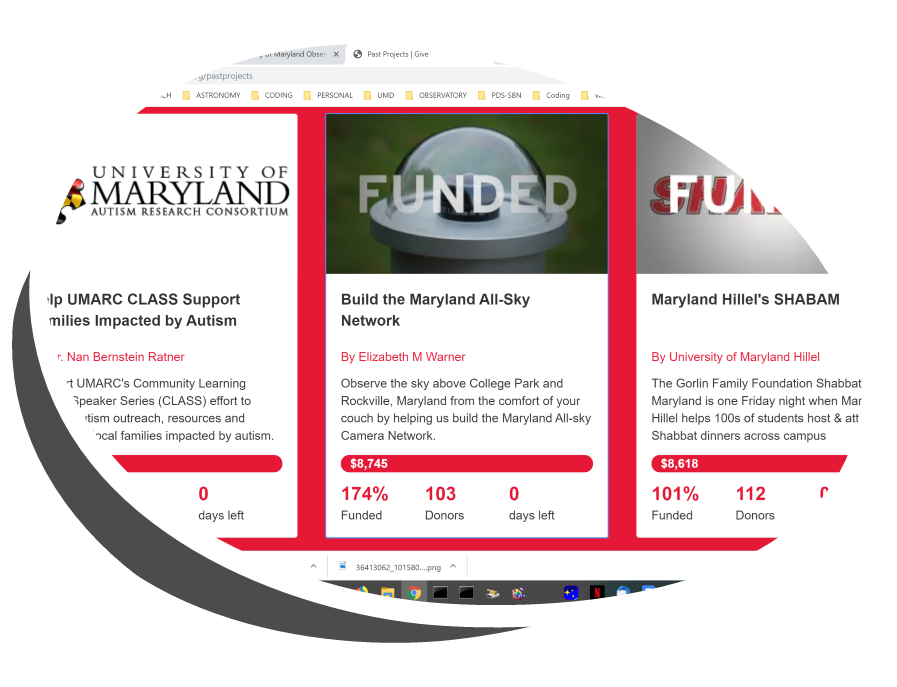 of Maryland Obser ×
Past Projects | Give
/pastprojects
CH
ASTRONOMY
CODING
PERSONAL
UMD
OBSERVATORY
PDS-SBN
Coding
UNIVERSITY OF
MARYLAND
AUTISM RESEARCH CONSORTIUM
lp UMARC CLASS Support
milies Impacted by Autism
r. Nan Bernstein Ratner
rt UMARC's Community Learning
Speaker Series (CLASS) effort to
tism outreach, resources and
ocal families impacted by autism.
0
days left
FUNDED
Build the Maryland All-Sky
Network
By Elizabeth M Warner
Observe the sky above College Park and
Rockville, Maryland from the comfort of your
couch by helping us build the Maryland All-sky
Camera Network.
$8,745
174% 103 0
Funded Donors days left
FU
Maryland Hillel's SHABAM
By University of Maryland Hillel
The Gorlin Family Foundation Shabbat
Maryland is one Friday night when Mar
Hillel helps 100s of students host & att
Shabbat dinners across campus
$8,618
101% 112
Funded Donors
36413062_101580....png
N